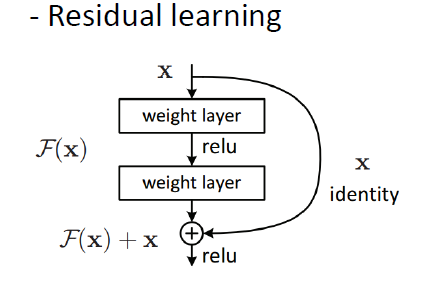 - Residual learning
x
weight layer
relu
F(x)
x
weight layer
identity
F(x) + x
+
relu